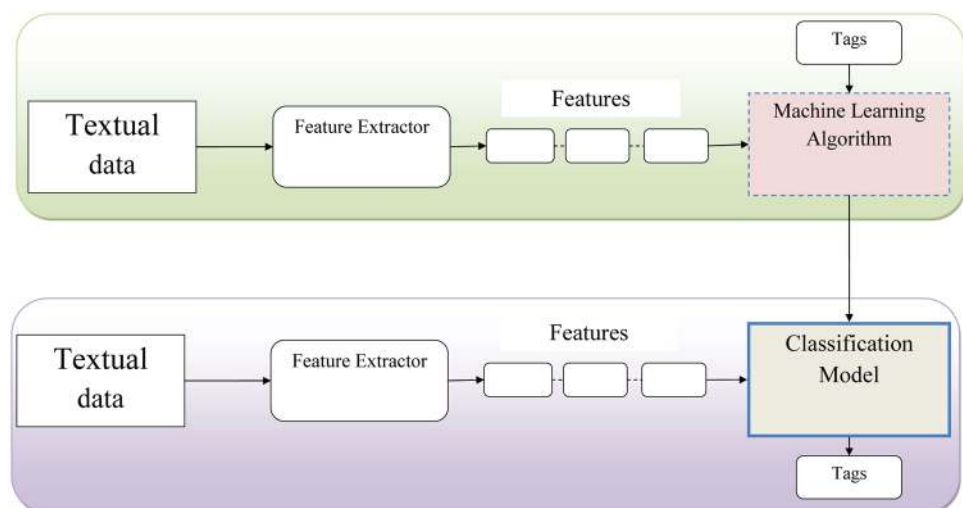 Tags
Features
Machine Learning
Algorithm
Textual
data
Feature Extractor
Features
Classification
Model
Textual
data
Feature Extractor
Tags